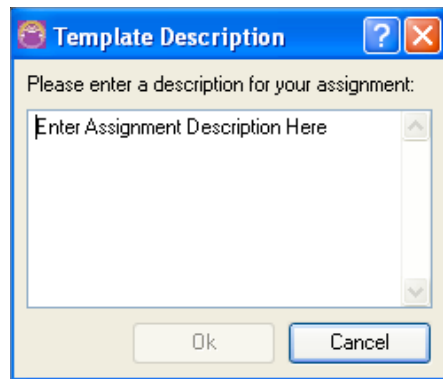 Template Description
Please enter a description for your assignment:
Enter Assignment Description Here
Ok
Cancel